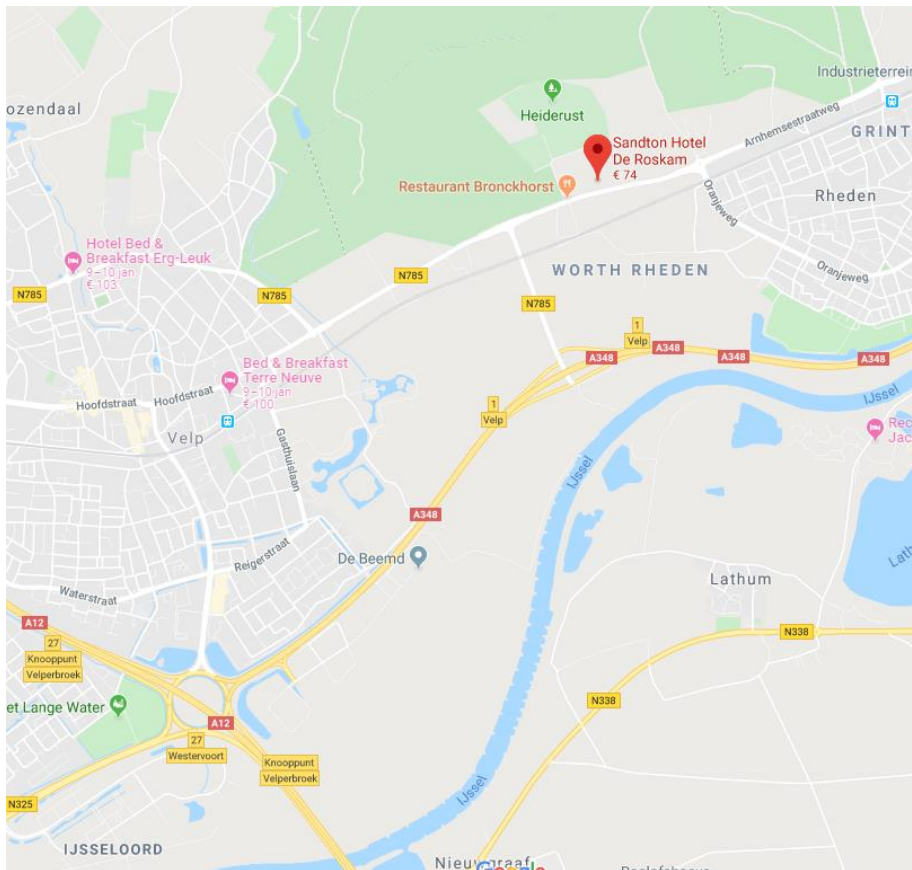 ozendaal
Industrieterrein
Heiderust
Arnhemsestraatweg
GRINT
Sandton Hotel
De Roskam
€ 74
Restaurant Bronckhorst
Oranjeweg
Rheden
Hotel Bed &
Breakfast Erg-Leuk
9–10 jan
€ 103
N785
N785
N785
WORTH RHEDEN
Oranjeweg
N785
1
Velp
A348
A348
A348
A348
Bed & Breakfast
Terre Neuve
9–10 jan
€ 100
Hoofdstraat
Hoofdstraat
IJssel
1
Velp
Rec
Jac
Velp
Gasthuislaan
IJssel
A348
De Beemd
Reigerstraat
Lathum
Lathu
Waterstraat
A12
N338
27
Knooppunt
Velperbroek
N338
et Lange Water
A12
27
Westervoort
Knooppunt
Velperbroek
IJssel
N325
IJSSELOORD
Nieuwgraaf
Google